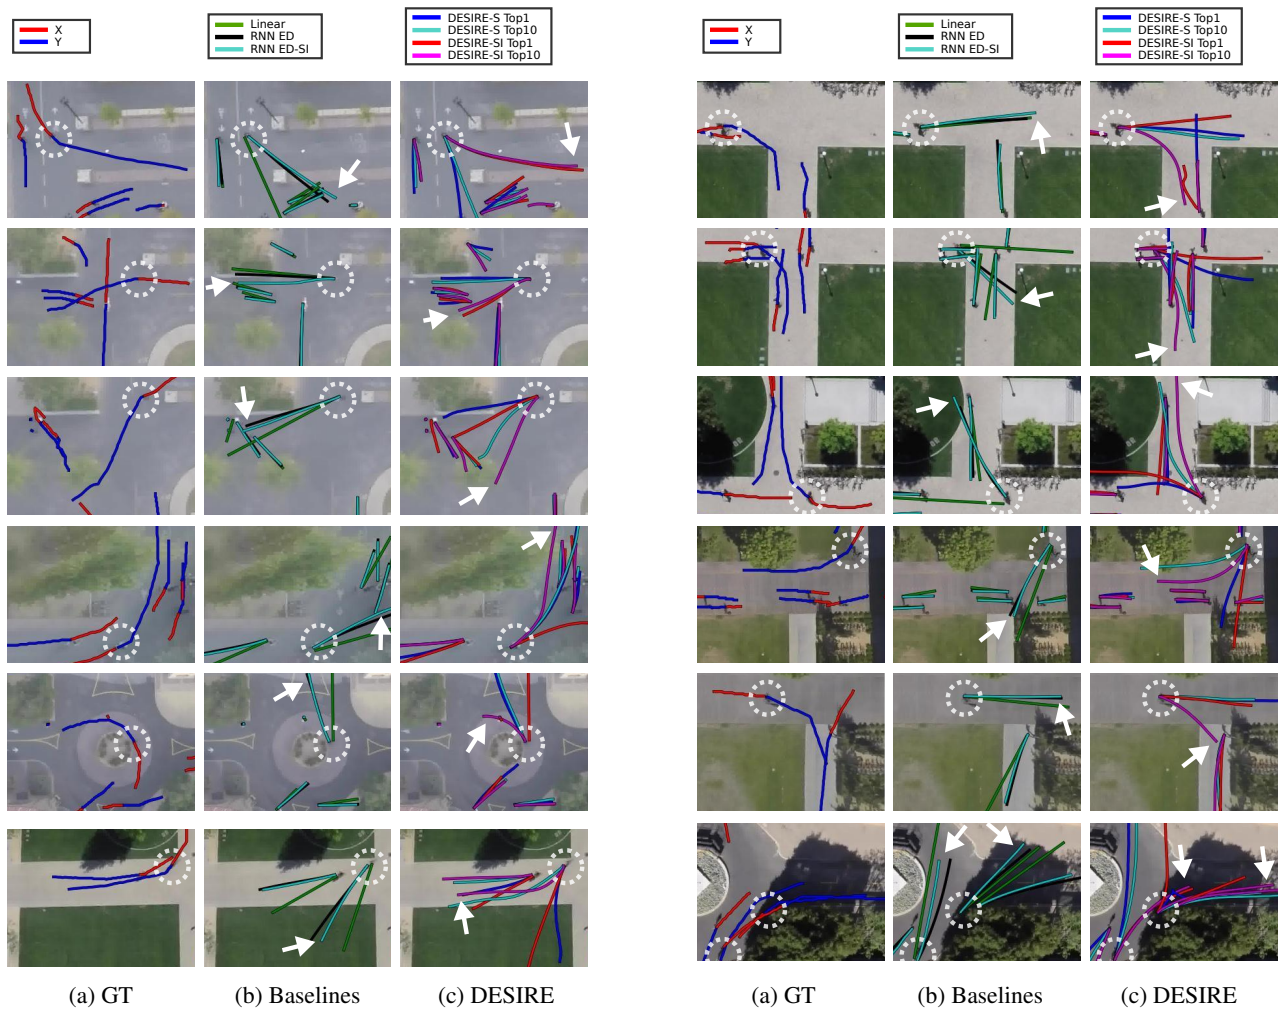 X
Y
Linear
RNN ED
RNN ED-SI
DESIRE-S Top1
DESIRE-S Top10
DESIRE-SI Top1
DESIRE-SI Top10
X
Y
Linear
RNN ED
RNN ED-SI
DESIRE-S Top1
DESIRE-S Top10
DESIRE-SI Top1
DESIRE-SI Top10
(a) GT
(b) Baselines
(c) DESIRE
(a) GT
(b) Baselines
(c) DESIRE